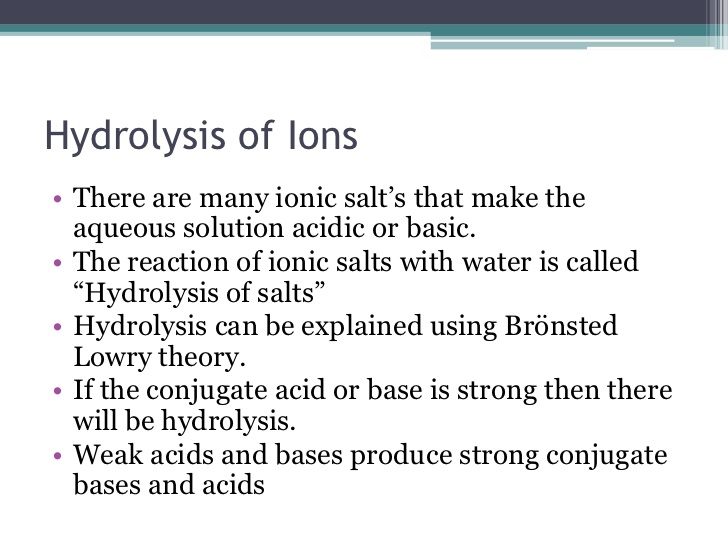 Hydrolysis of Ions
• There are many ionic salt’s that make the
aqueous solution acidic or basic.
• The reaction of ionic salts with water is called
“Hydrolysis of salts”
• Hydrolysis can be explained using Brönsted
Lowry theory.
• If the conjugate acid or base is strong then there
will be hydrolysis.
• Weak acids and bases produce strong conjugate
bases and acids